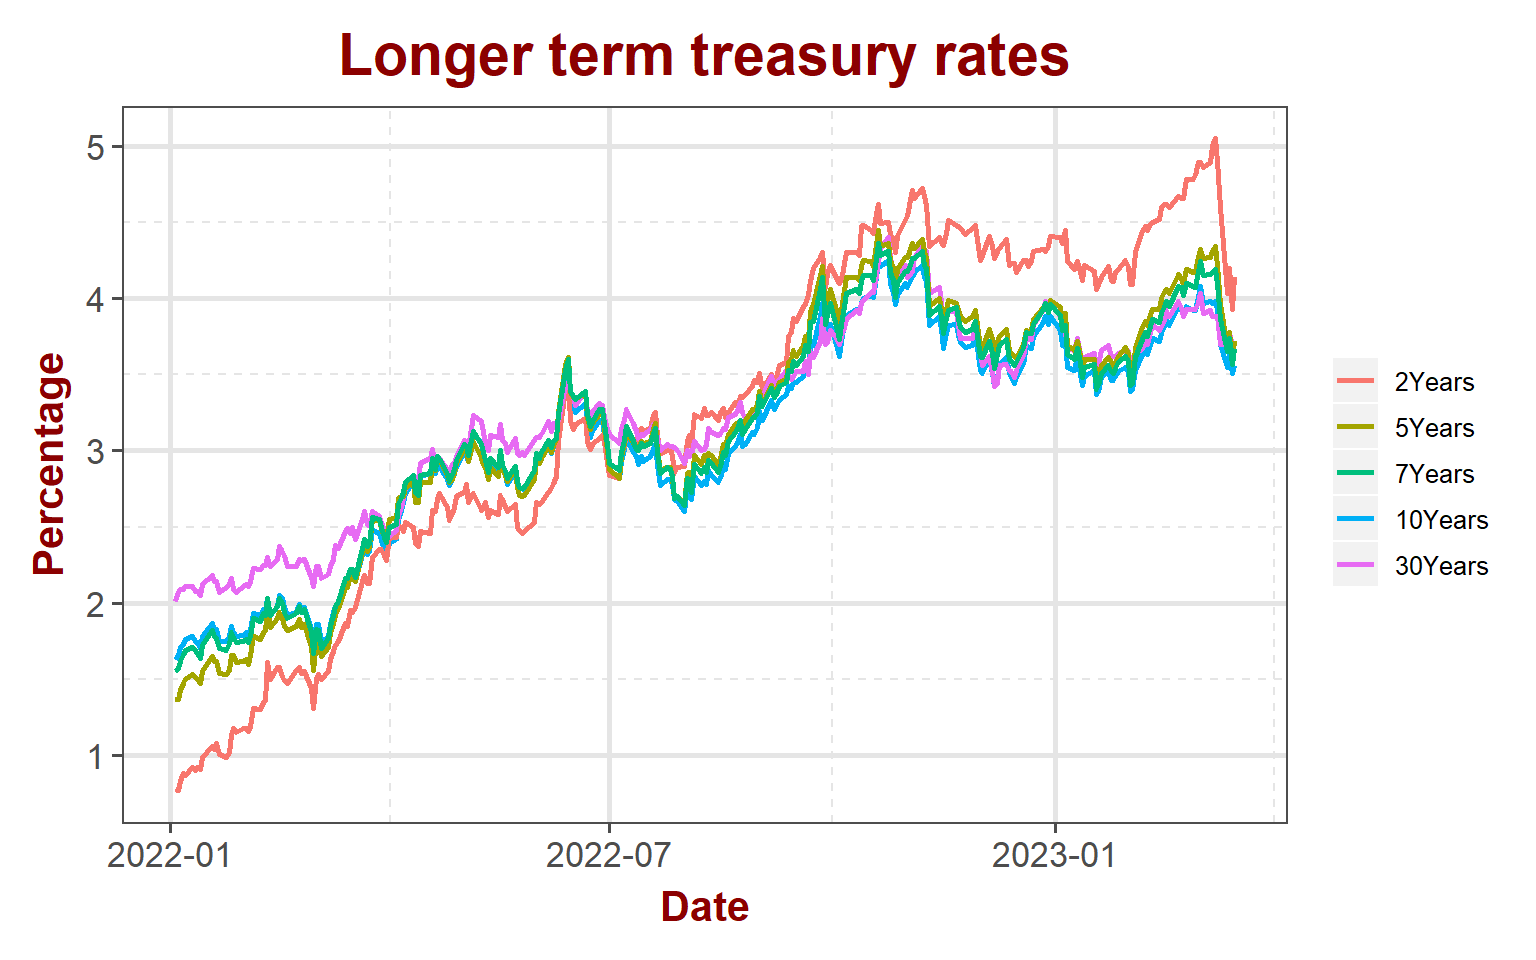 Longer term treasury rates
Percentage
5
4
3
2
1
2022-01
2022-07
2023-01
Date
2Years
5Years
7Years
10Years
30Years